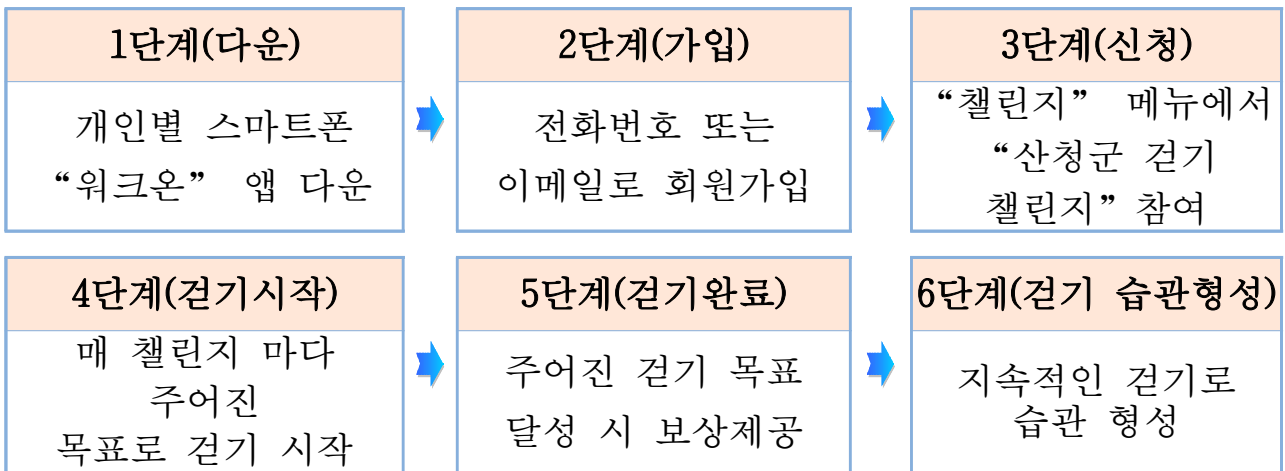 1단계(다운)
개인별 스마트폰
“워크온” 앱 다운
2단계(가입)
전화번호 또는
이메일로 회원가입
3단계(신청)
“챌린지” 메뉴에서
“산청군 걷기
챌린지” 참여
4단계(걷기시작)
매 챌린지 마다
주어진
목표로 걷기 시작
5단계(걷기완료)
주어진 걷기 목표
달성 시 보상제공
6단계(걷기 습관형성)
지속적인 걷기로
습관 형성